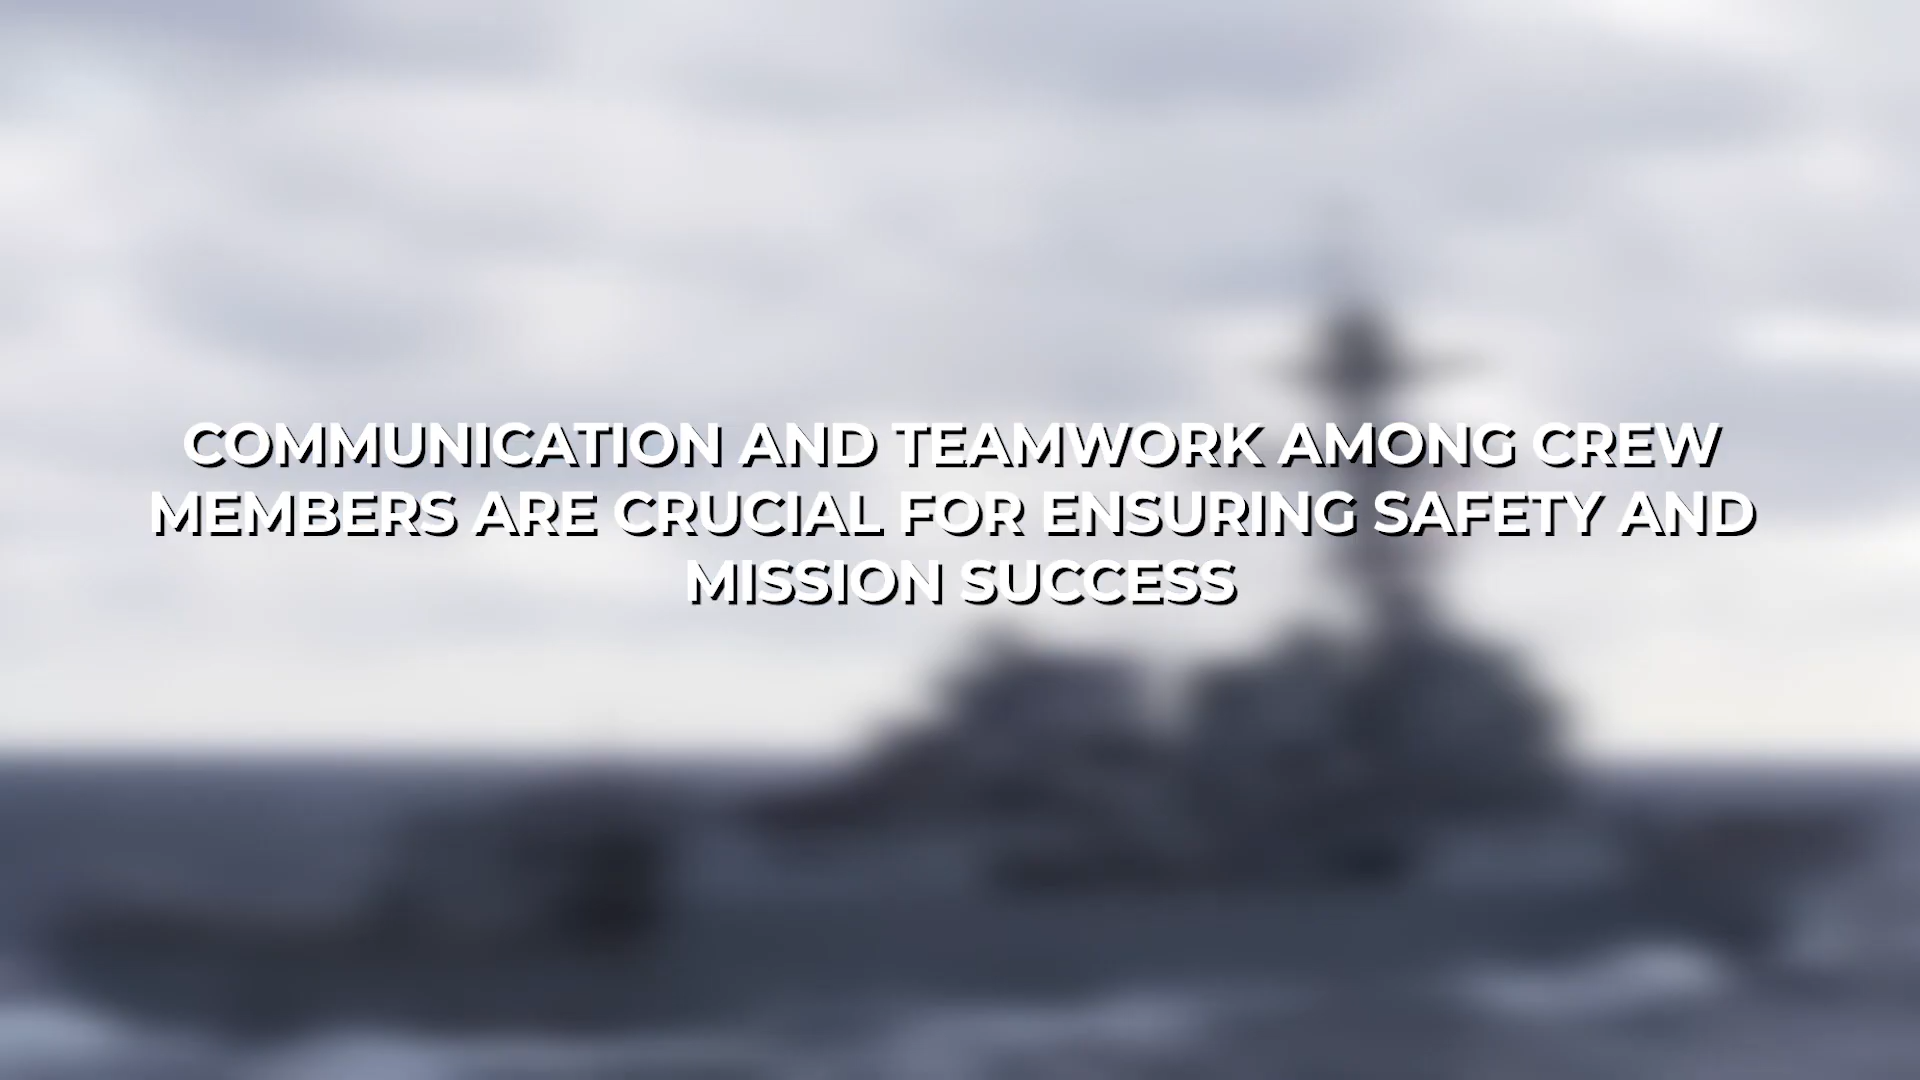 COMMUNICATION AND TEAMWORK AMONG CREW
MEMBERS ARE CRUCIAL FOR ENSURING SAFETY AND
MISSION SUCCESS